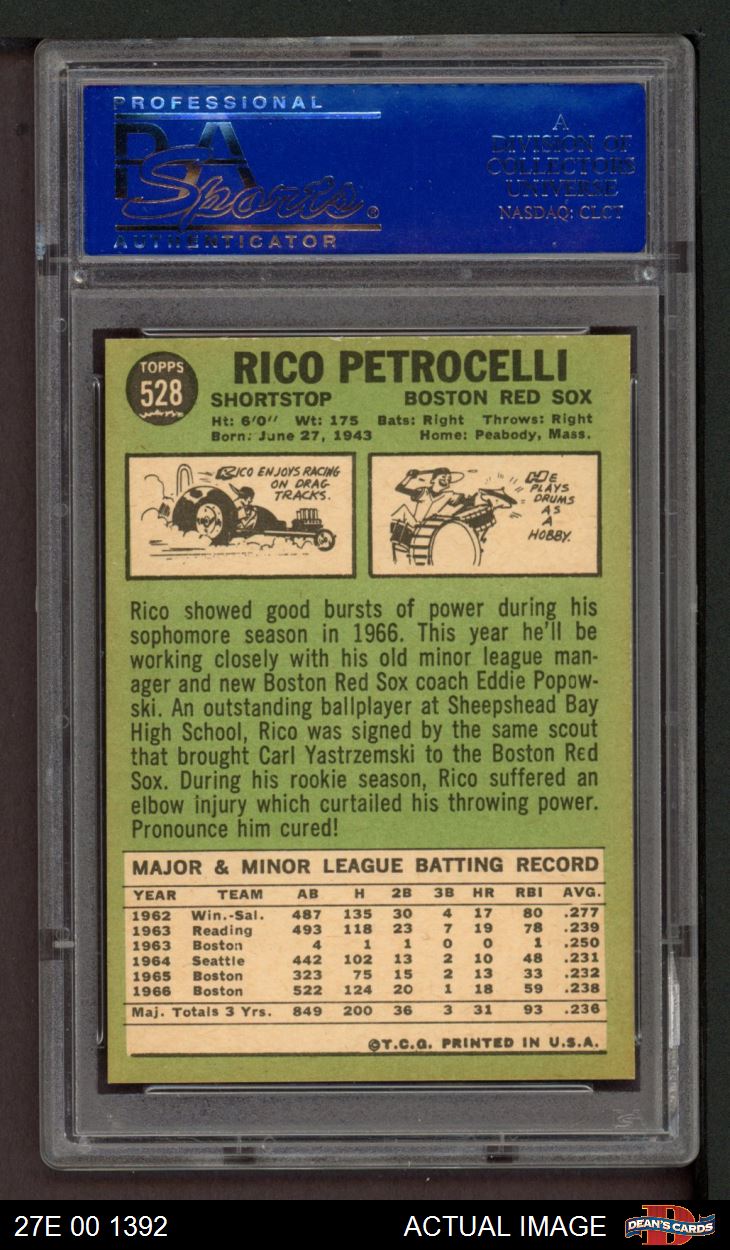 PROFESSIONAL
PSA
Sports®
AUTHENTICATOR
A
DIVISION OF
COLLECTORS
UNIVERSE
NASDAQ: CLCT
TOPPS
528
RICO PETROCELLI
SHORTSTOP BOSTON RED SOX
Ht: 6'0" Wt: 175 Bats: Right Throws: Right
Born: June 27, 1943 Home: Peabody, Mass.
RICO ENJOYS RACING
ON DRAG
TRACKS.
HE
PLAYS
DRUMS
AS
A
HOBBY.
Rico showed good bursts of power during his
sophomore season in 1966. This year he'll be
working closely with his old minor league man-
ager and new Boston Red Sox coach Eddie Popow-
ski. An outstanding ballplayer at Sheepshead Bay
High School, Rico was signed by the same scout
that brought Carl Yastrzemski to the Boston Red
Sox. During his rookie season, Rico suffered an
elbow injury which curtailed his throwing power.
Pronounce him cured!
MAJOR & MINOR LEAGUE BATTING RECORD
YEAR TEAM AB H 2B 3B HR RBI AVG.
1962 Win.-Sal. 487 135 30 4 17 80 .277
1963 Reading 493 118 23 7 19 78 .239
1963 Boston 4 1 1 0 0 1 .250
1964 Seattle 442 102 13 2 10 48 .231
1965 Boston 323 75 15 2 13 33 .232
1966 Boston 522 124 20 1 18 59 .238
Maj. Totals 3 Yrs. 849 200 36 3 31 93 .236
©T.C.G. PRINTED IN U.S.A.
27E 00 1392 ACTUAL IMAGE
D
DEAN'S CARDS